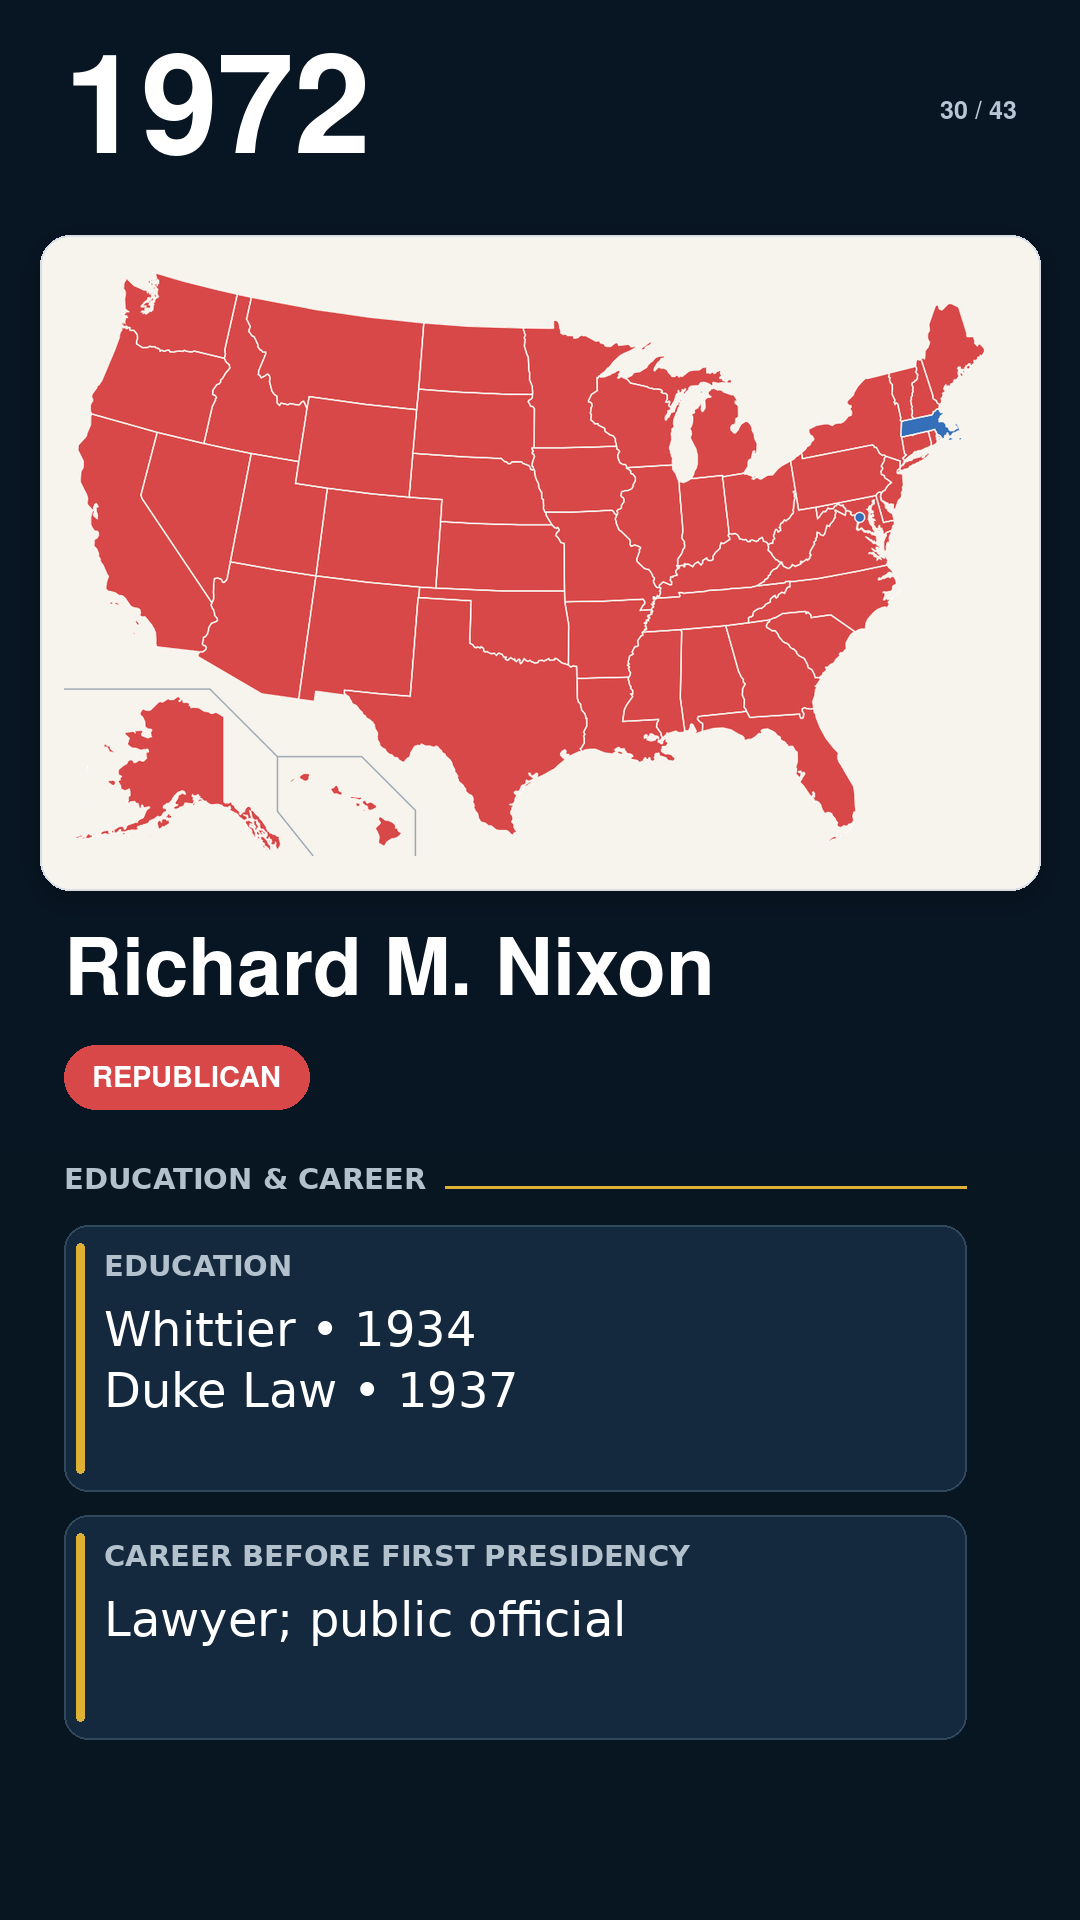 1972
30 / 43
Richard M. Nixon
REPUBLICAN
EDUCATION & CAREER
EDUCATION
Whittier • 1934
Duke Law • 1937
CAREER BEFORE FIRST PRESIDENCY
Lawyer; public official